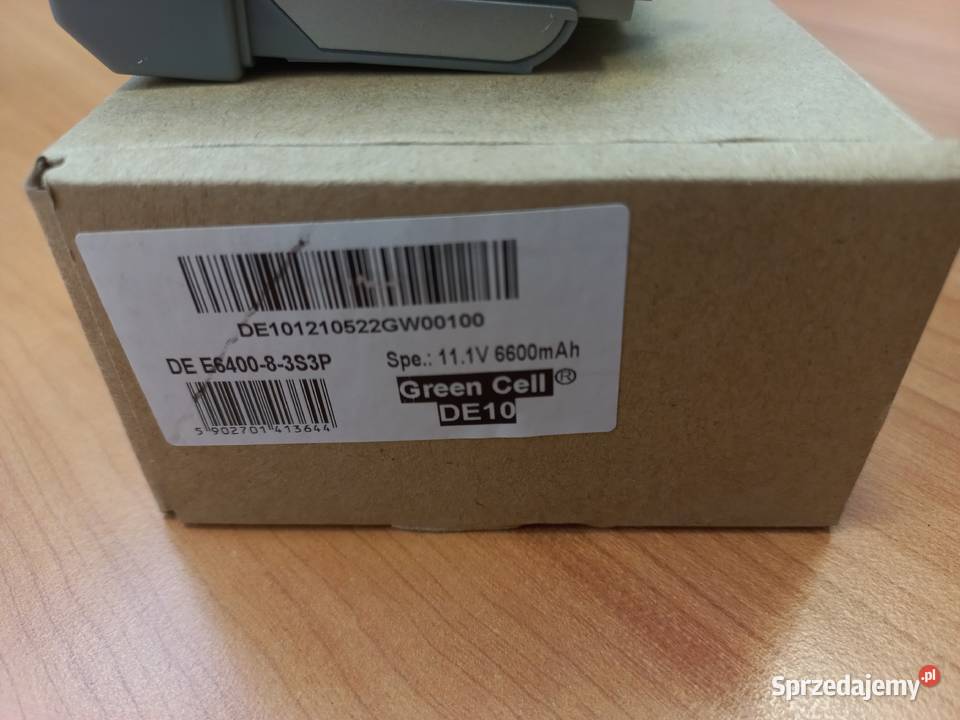 DE101210522GW00100
DE E6400-8-3S3P
Spe.: 11.1V 6600mAh
Green Cell®
DE10
5 902701 413644
Sprzedajemy.pl